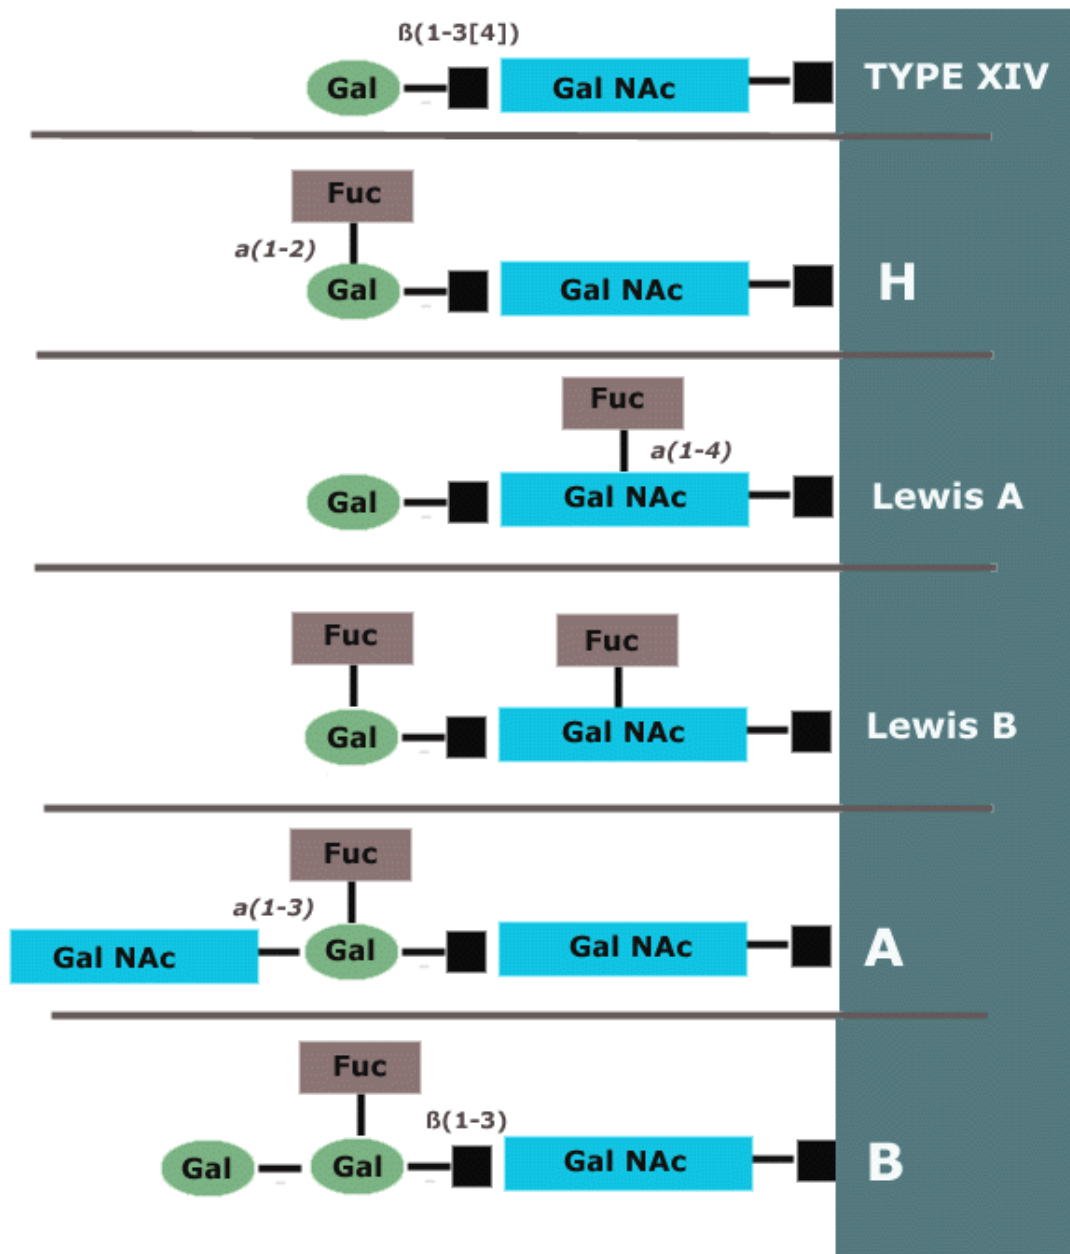 ß(1-3[4])
Gal Gal NAc TYPE XIV
Fuc
a(1-2)
Gal Gal NAc H
Fuc
a(1-4)
Gal Gal NAc Lewis A
Fuc Fuc
Gal Gal NAc Lewis B
Fuc
a(1-3)
Gal NAc Gal Gal NAc A
Fuc
ß(1-3)
Gal Gal Gal NAc B